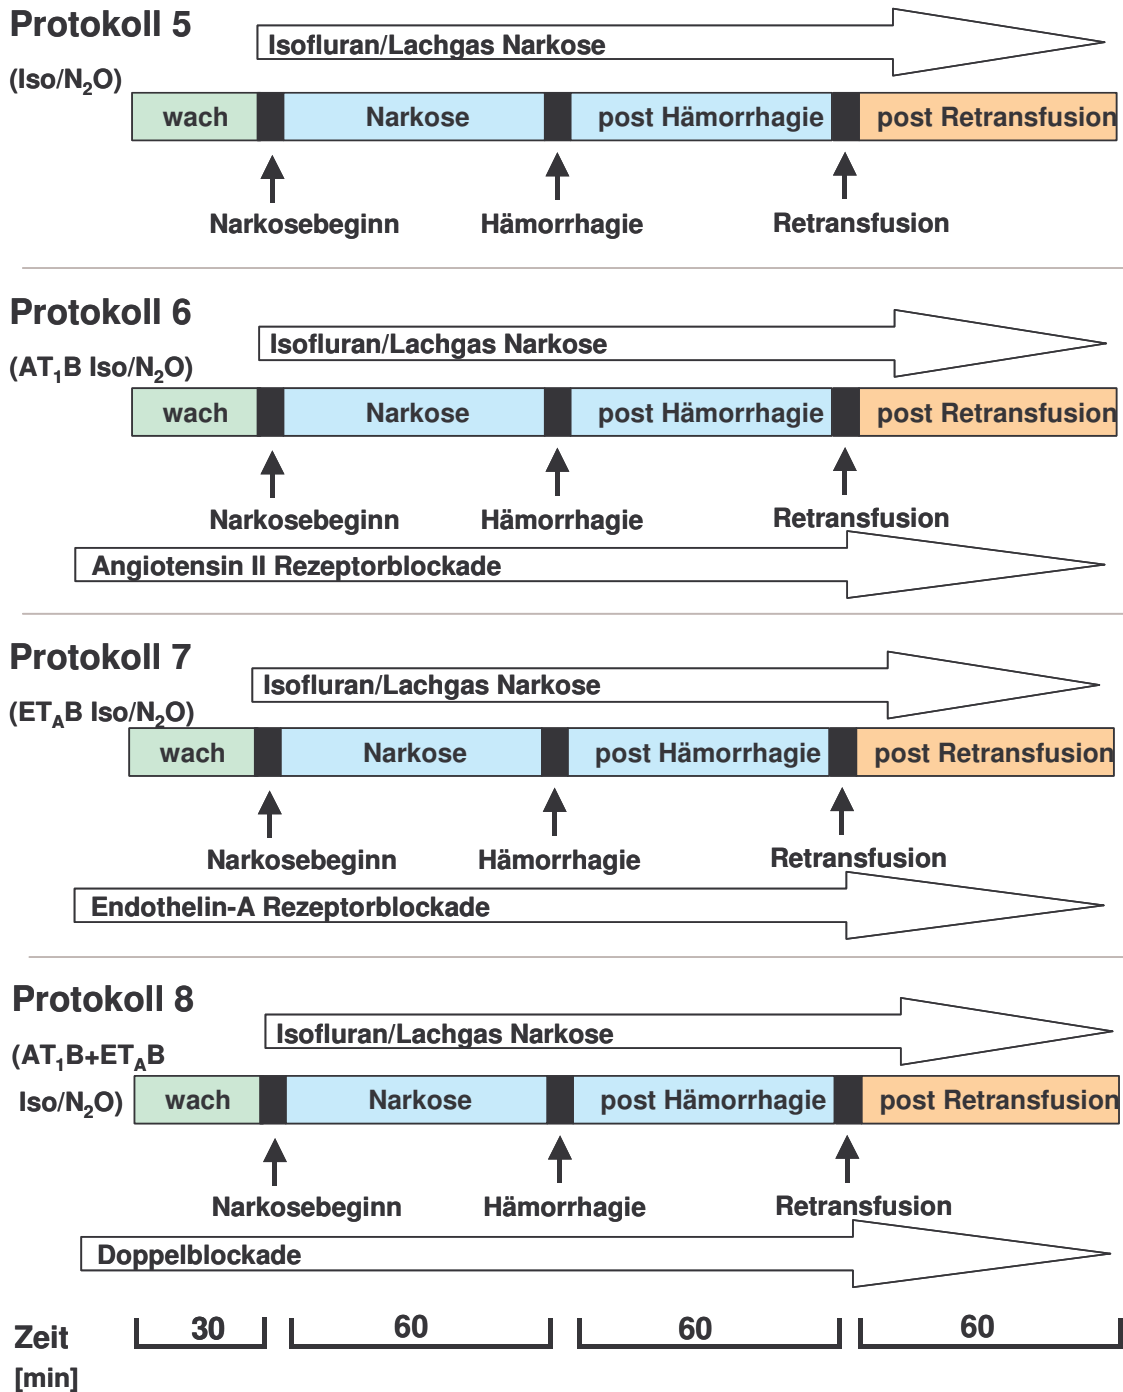 Protokoll 5
Isofluran/Lachgas Narkose
(Iso/N₂O)
wach Narkose post Hämorrhagie post Retransfusion
Narkosebeginn Hämorrhagie Retransfusion
Protokoll 6
Isofluran/Lachgas Narkose
(AT₁B Iso/N₂O)
wach Narkose post Hämorrhagie post Retransfusion
Narkosebeginn Hämorrhagie Retransfusion
Angiotensin II Rezeptorblockade
Protokoll 7
Isofluran/Lachgas Narkose
(ETₐB Iso/N₂O)
wach Narkose post Hämorrhagie post Retransfusion
Narkosebeginn Hämorrhagie Retransfusion
Endothelin-A Rezeptorblockade
Protokoll 8
Isofluran/Lachgas Narkose
(AT₁B+ETₐB
Iso/N₂O)
wach Narkose post Hämorrhagie post Retransfusion
Narkosebeginn Hämorrhagie Retransfusion
Doppelblockade
Zeit 30 60 60 60
[min]